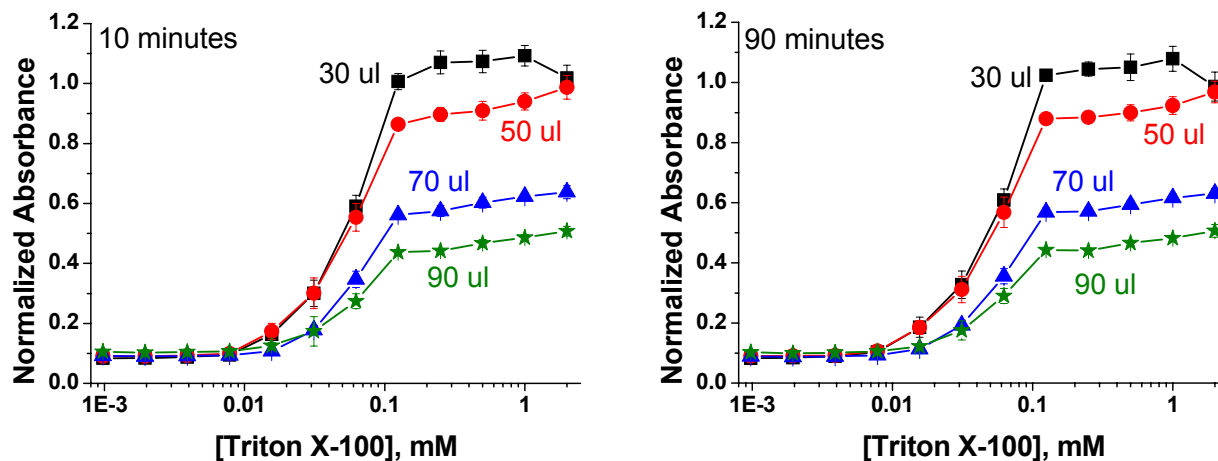 10 minutes
30 ul
50 ul
70 ul
90 ul
Normalized Absorbance
1.2
1.0
0.8
0.6
0.4
0.2
0.0
1E-3
0.01
0.1
1
[Triton X-100], mM
90 minutes
30 ul
50 ul
70 ul
90 ul
Normalized Absorbance
1.2
1.0
0.8
0.6
0.4
0.2
0.0
1E-3
0.01
0.1
1
[Triton X-100], mM